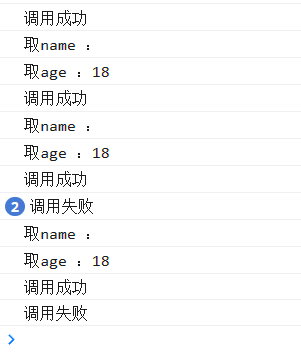 调用成功
取name ：
取age ：18
调用成功
取name ：
取age ：18
调用成功
2 调用失败
取name ：
取age ：18
调用成功
调用失败
>